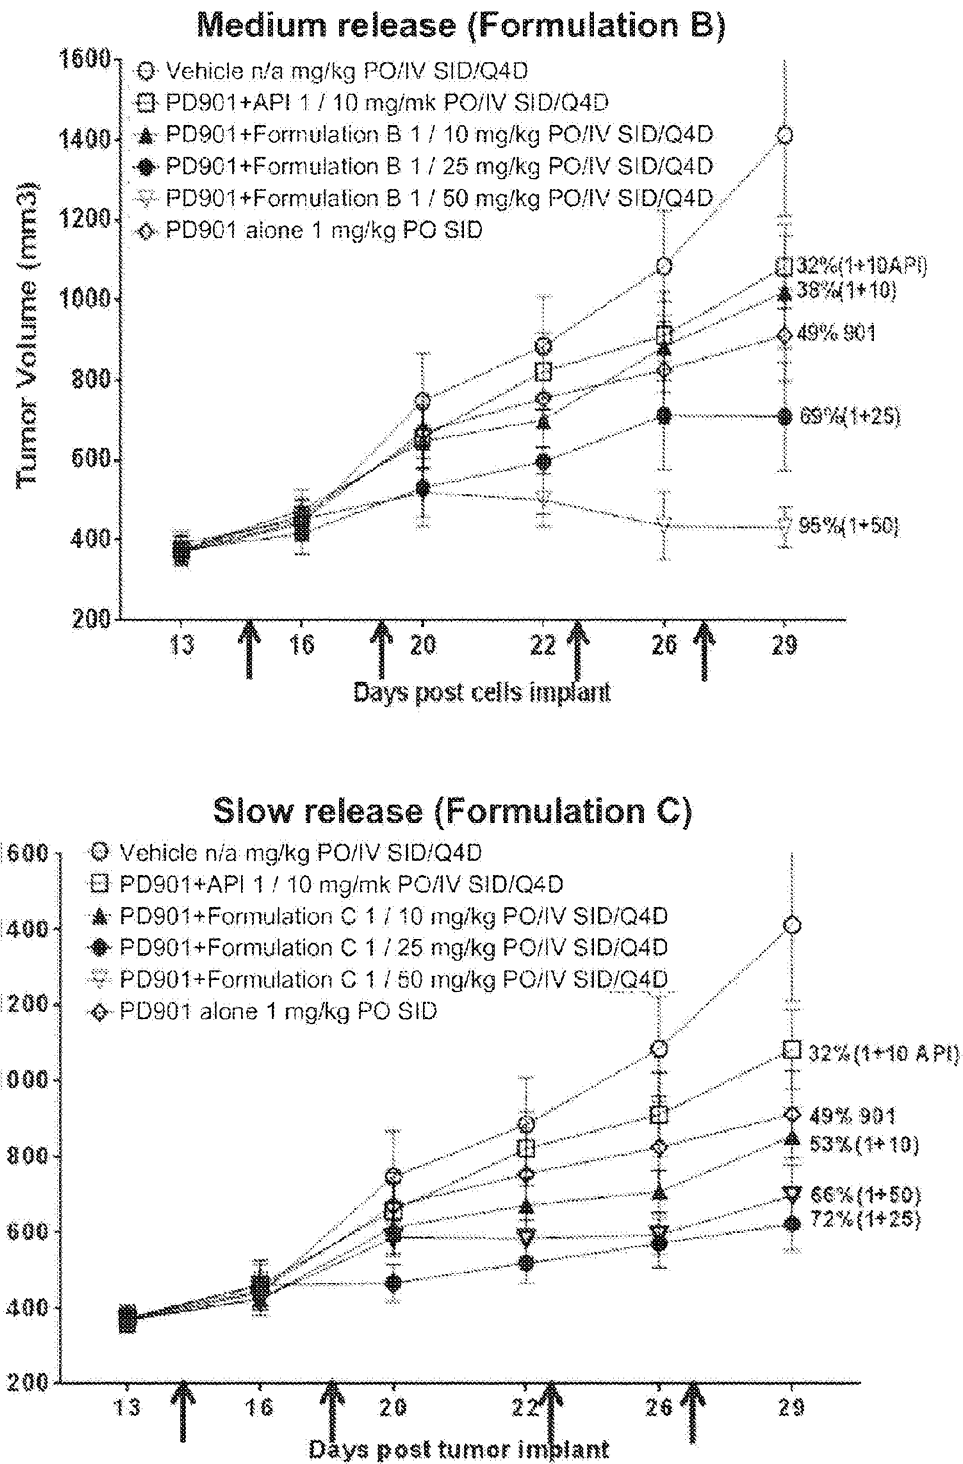 Medium release (Formulation B)
1600
1400
1200
1000
800
600
400
200
Tumor Volume (mm3)
Vehicle n/a mg/kg PO/IV SID/Q4D
PD901+API 1 / 10 mg/mk PO/IV SID/Q4D
PD901+Formulation B 1 / 10 mg/kg PO/IV SID/Q4D
PD901+Formulation B 1 / 25 mg/kg PO/IV SID/Q4D
PD901+Formulation B 1 / 50 mg/kg PO/IV SID/Q4D
PD901 alone 1 mg/kg PO SID
32%(1+10API)
38%(1+10)
49% 901
69%(1+25)
95%(1+50)
13 16 20 22 26 29
Days post cells implant
Slow release (Formulation C)
600
400
200
000
800
600
400
200
Vehicle n/a mg/kg PO/IV SID/Q4D
PD901+API 1 / 10 mg/mk PO/IV SID/Q4D
PD901+Formulation C 1 / 10 mg/kg PO/IV SID/Q4D
PD901+Formulation C 1 / 25 mg/kg PO/IV SID/Q4D
PD901+Formulation C 1 / 50 mg/kg PO/IV SID/Q4D
PD901 alone 1 mg/kg PO SID
32%(1+10 API)
49% 901
53%(1+10)
66%(1+50)
72%(1+25)
13 16 20 22 26 29
Days post tumor implant